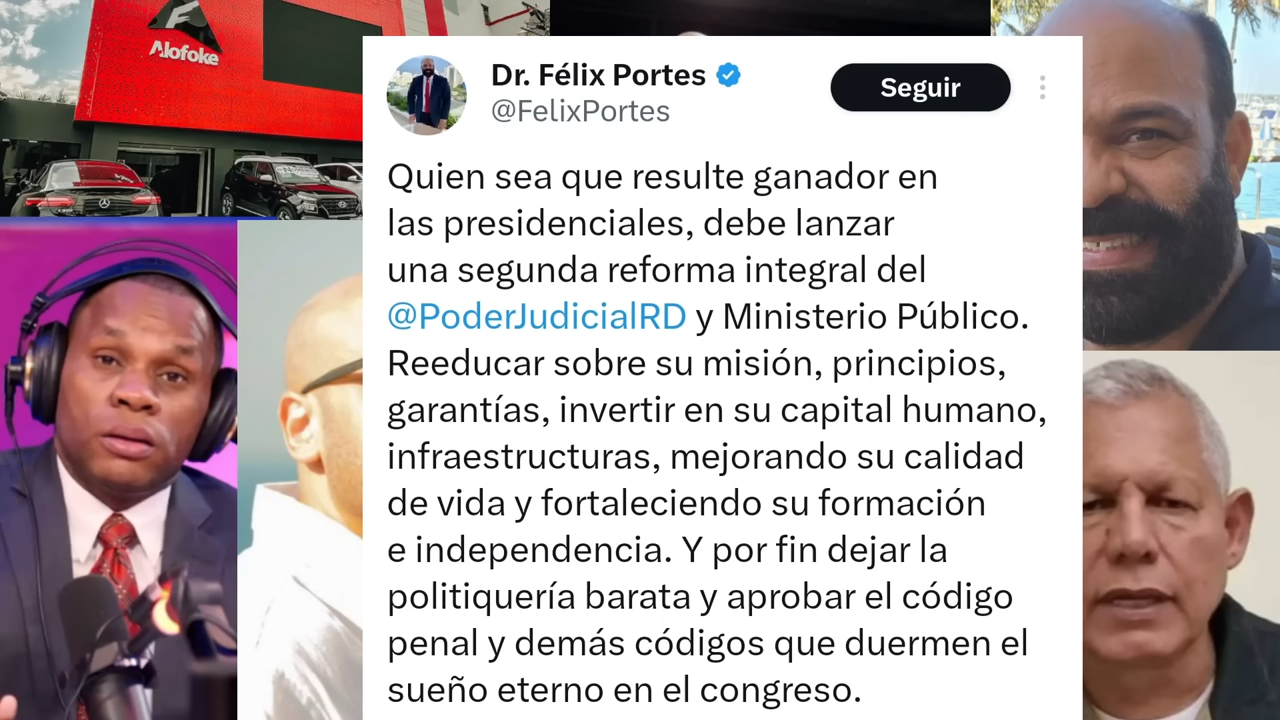 Alofoke
Dr. Félix Portes
@FelixPortes
Seguir
Quien sea que resulte ganador en
las presidenciales, debe lanzar
una segunda reforma integral del
@PoderJudicialRD y Ministerio Público.
Reeducar sobre su misión, principios,
garantías, invertir en su capital humano,
infraestructuras, mejorando su calidad
de vida y fortaleciendo su formación
e independencia. Y por fin dejar la
politiquería barata y aprobar el código
penal y demás códigos que duermen el
sueño eterno en el congreso.